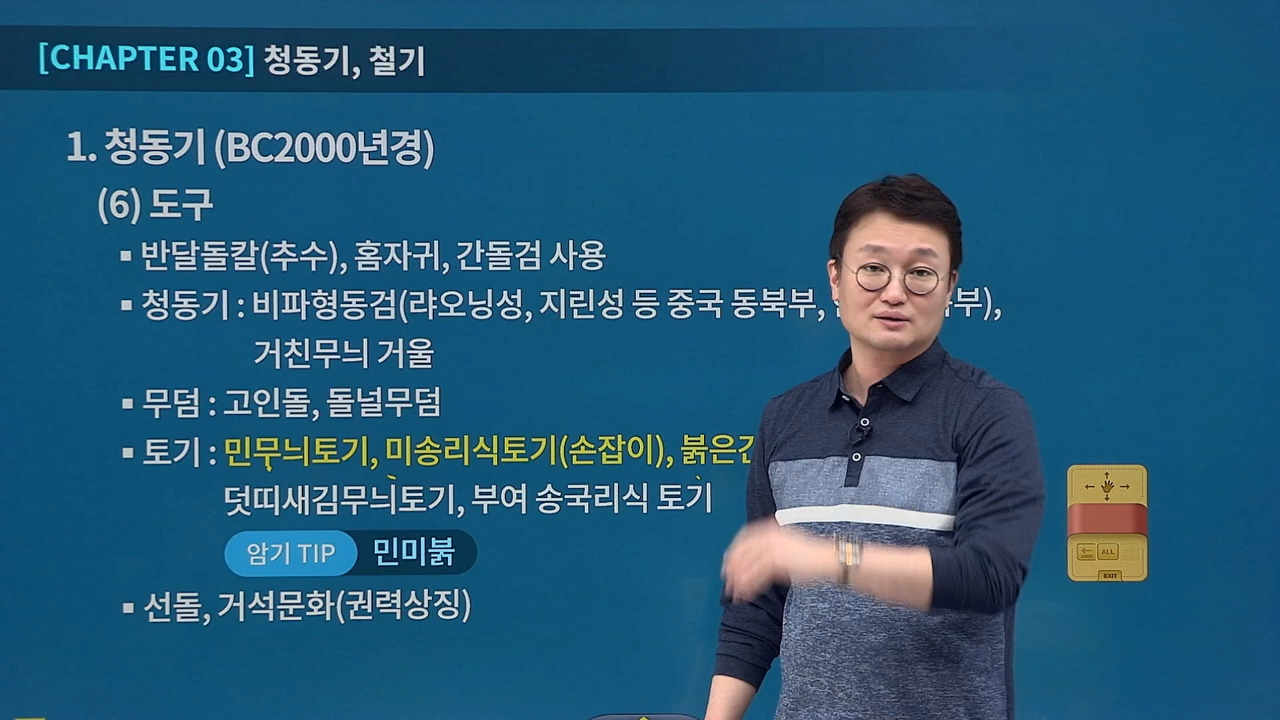 [CHAPTER 03] 청동기, 철기
1. 청동기 (BC2000년경)
(6) 도구
▪ 반달돌칼(추수), 홈자귀, 간돌검 사용
▪ 청동기 : 비파형동검(랴오닝성, 지린성 등 중국 동북부, 부),
거친무늬 거울
▪ 무덤 : 고인돌, 돌널무덤
▪ 토기 : 민무늬토기, 미송리식토기(손잡이), 붉은간
덧띠새김무늬토기, 부여 송국리식 토기
암기 TIP 민미붉
▪ 선돌, 거석문화(권력상징)
ALL
EXIT